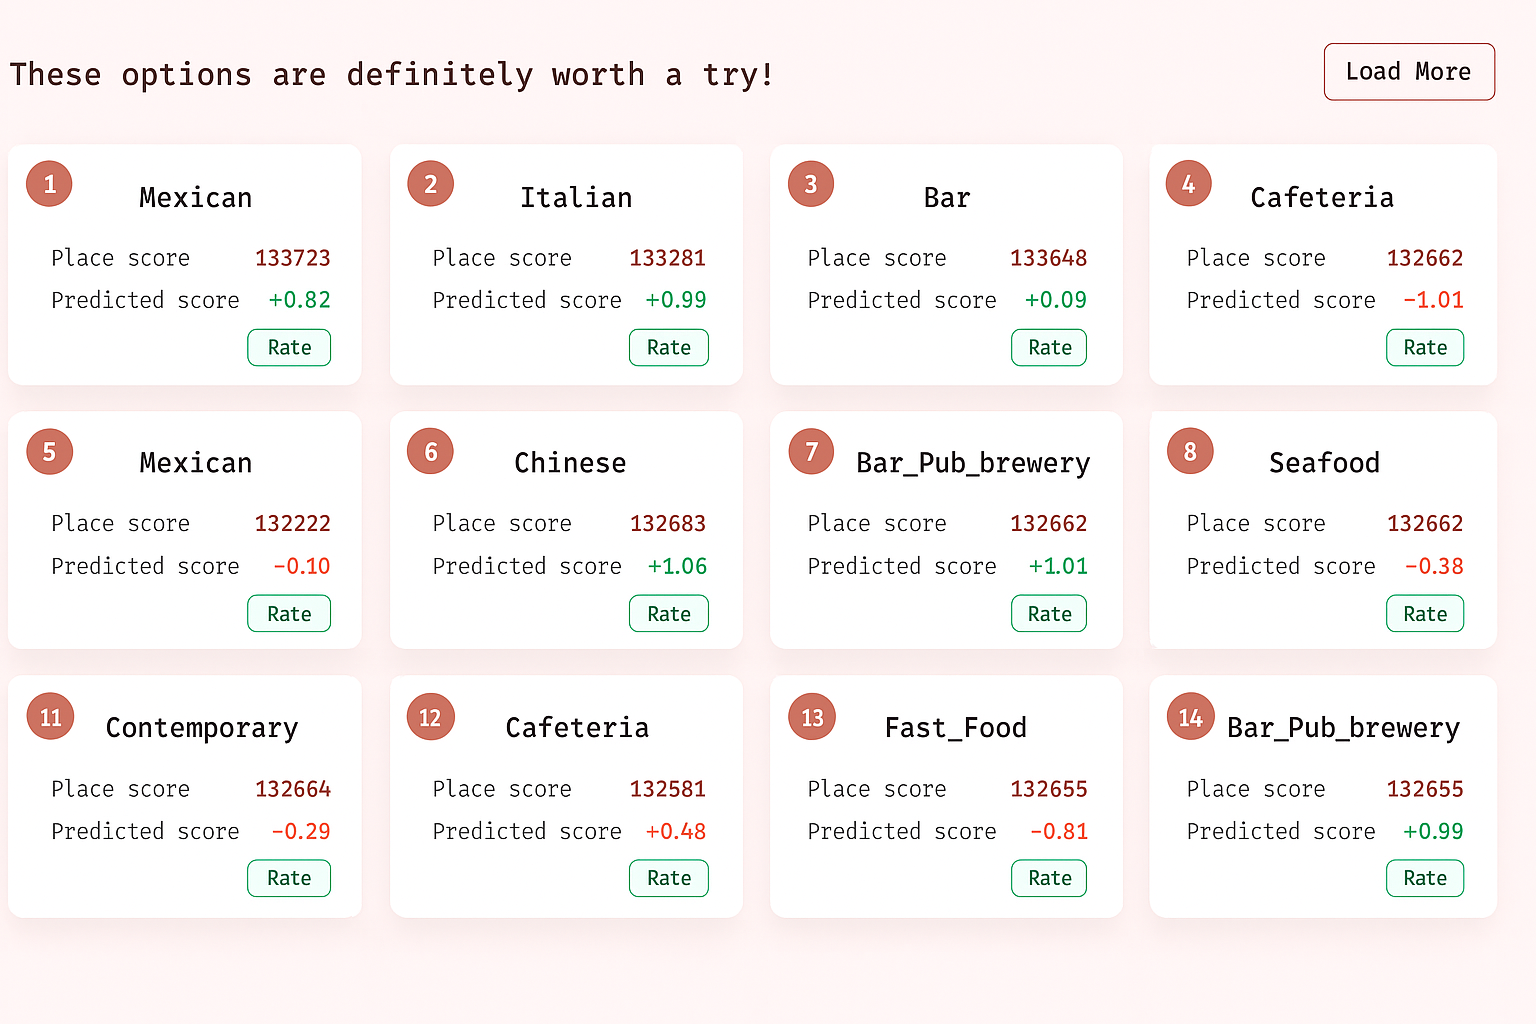 These options are definitely worth a try!
Load More
1
Mexican
Place score 133723
Predicted score +0.82
Rate
2
Italian
Place score 133281
Predicted score +0.99
Rate
3
Bar
Place score 133648
Predicted score +0.09
Rate
4
Cafeteria
Place score 132662
Predicted score −1.01
Rate
5
Mexican
Place score 132222
Predicted score −0.10
Rate
6
Chinese
Place score 132683
Predicted score +1.06
Rate
7
Bar_Pub_brewery
Place score 132662
Predicted score +1.01
Rate
8
Seafood
Place score 132662
Predicted score −0.38
Rate
11
Contemporary
Place score 132664
Predicted score −0.29
Rate
12
Cafeteria
Place score 132581
Predicted score +0.48
Rate
13
Fast_Food
Place score 132655
Predicted score −0.81
Rate
14
Bar_Pub_brewery
Place score 132655
Predicted score +0.99
Rate